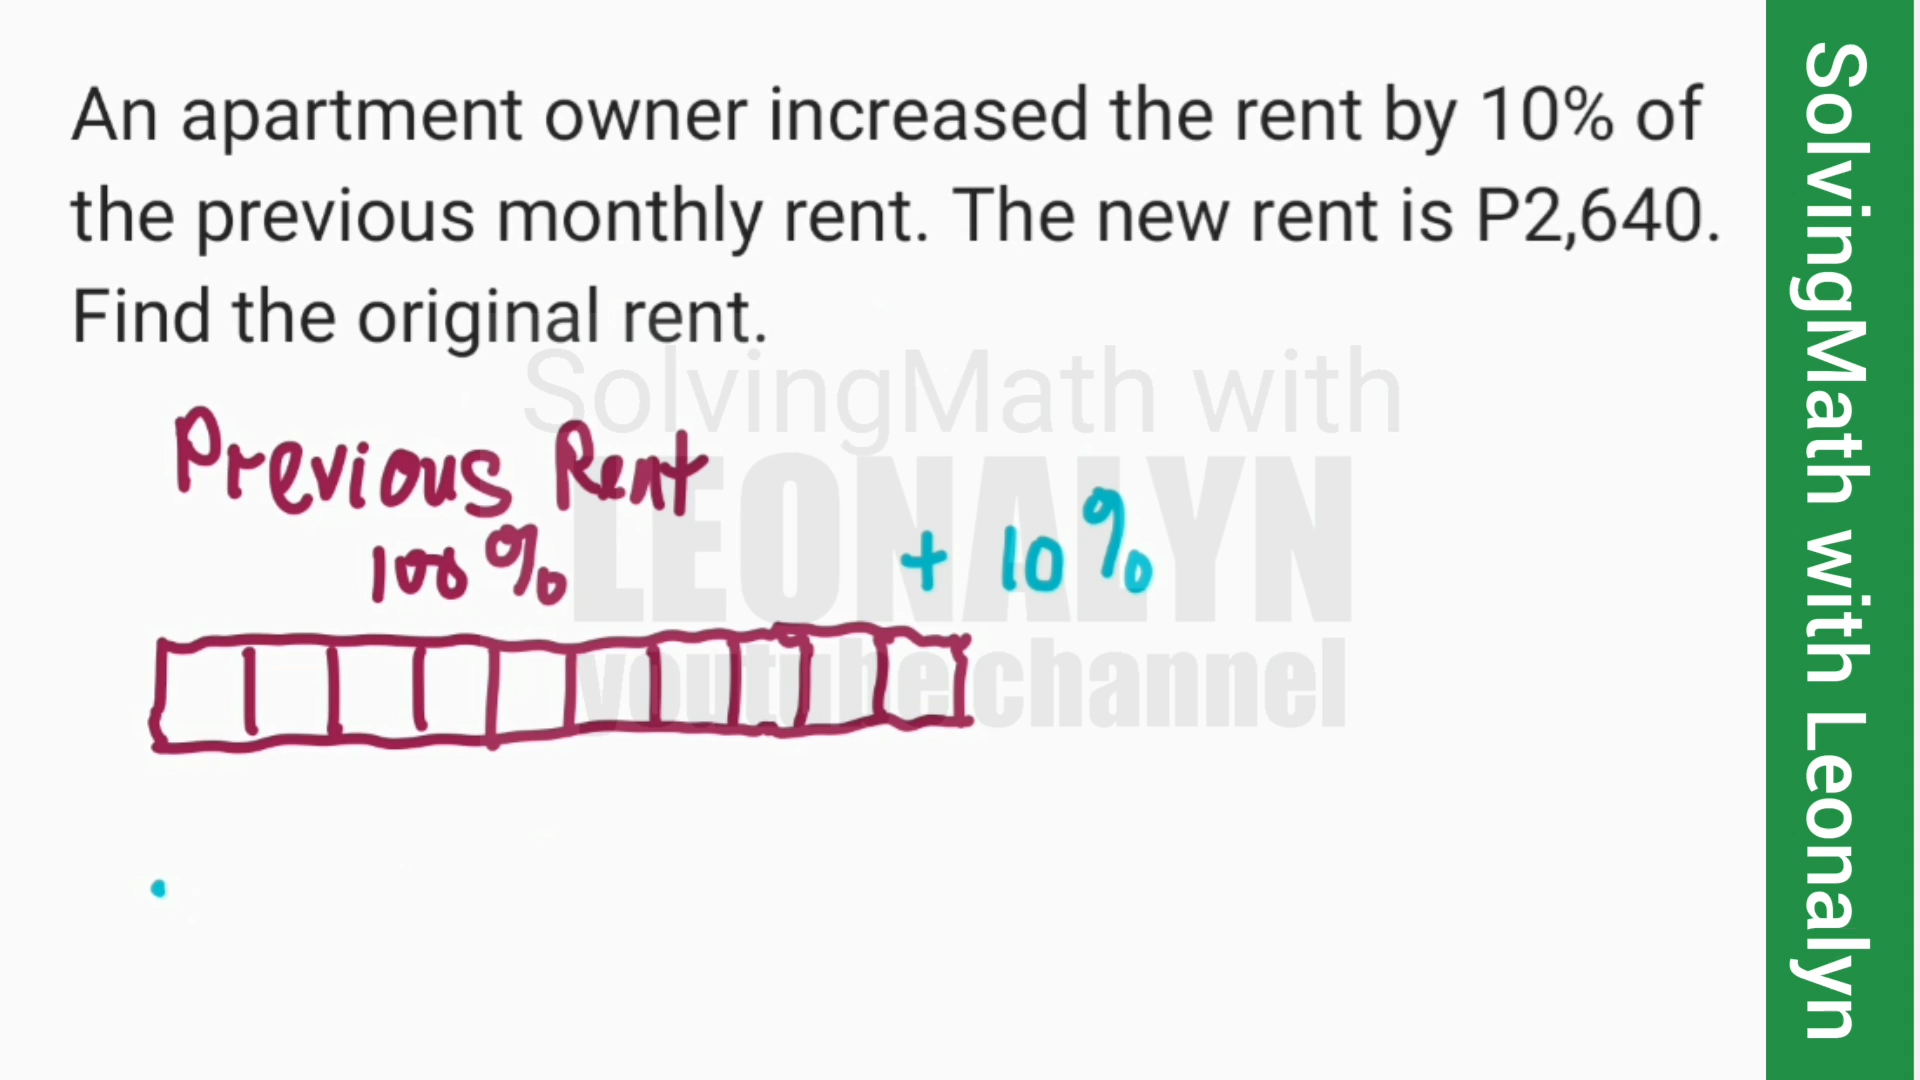 An apartment owner increased the rent by 10% of
the previous monthly rent. The new rent is P2,640.
Find the original rent.
SolvingMath with
LEONALYN
youtube channel
Previous Rent
100%
+ 10%
SolvingMath with Leonalyn